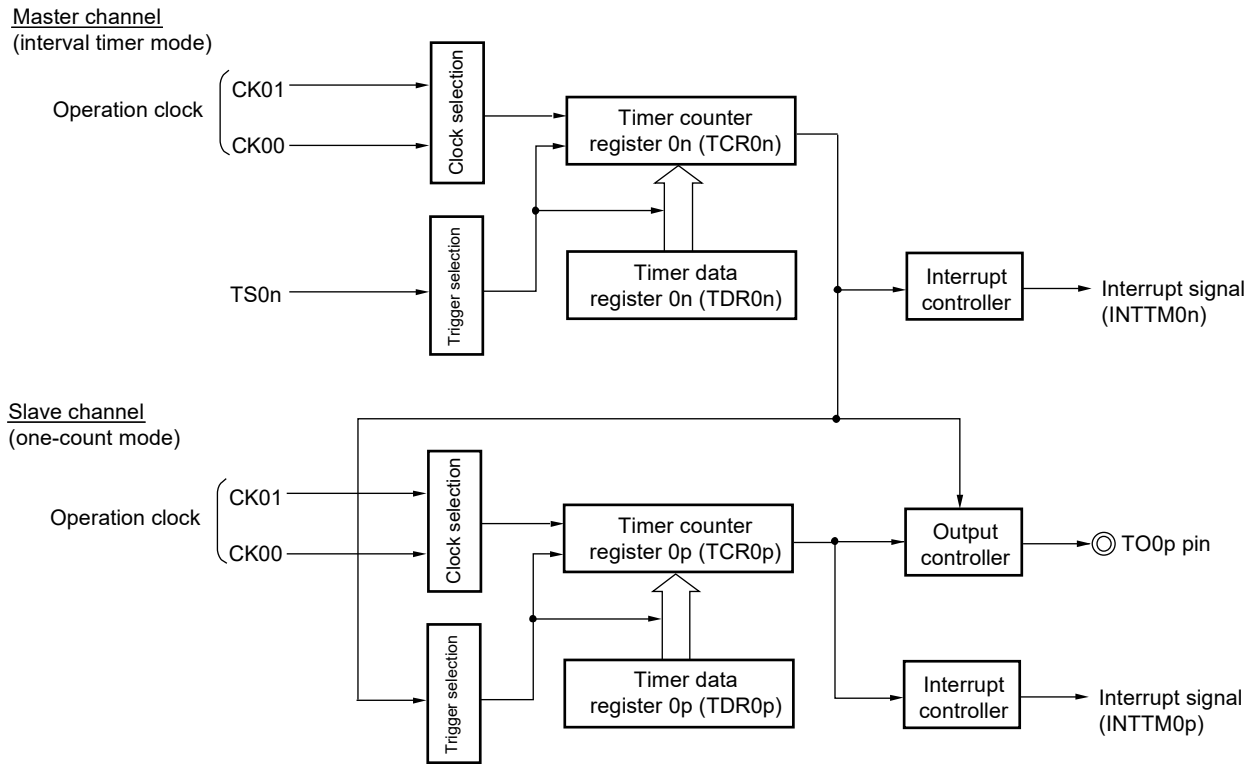 Master channel
(interval timer mode)
Operation clock
CK01
CK00
Clock selection
Timer counter
register 0n (TCR0n)
TS0n
Trigger selection
Timer data
register 0n (TDR0n)
Interrupt
controller
Interrupt signal
(INTTM0n)
Slave channel
(one-count mode)
Operation clock
CK01
CK00
Clock selection
Timer counter
register 0p (TCR0p)
Output
controller
TO0p pin
Trigger selection
Timer data
register 0p (TDR0p)
Interrupt
controller
Interrupt signal
(INTTM0p)